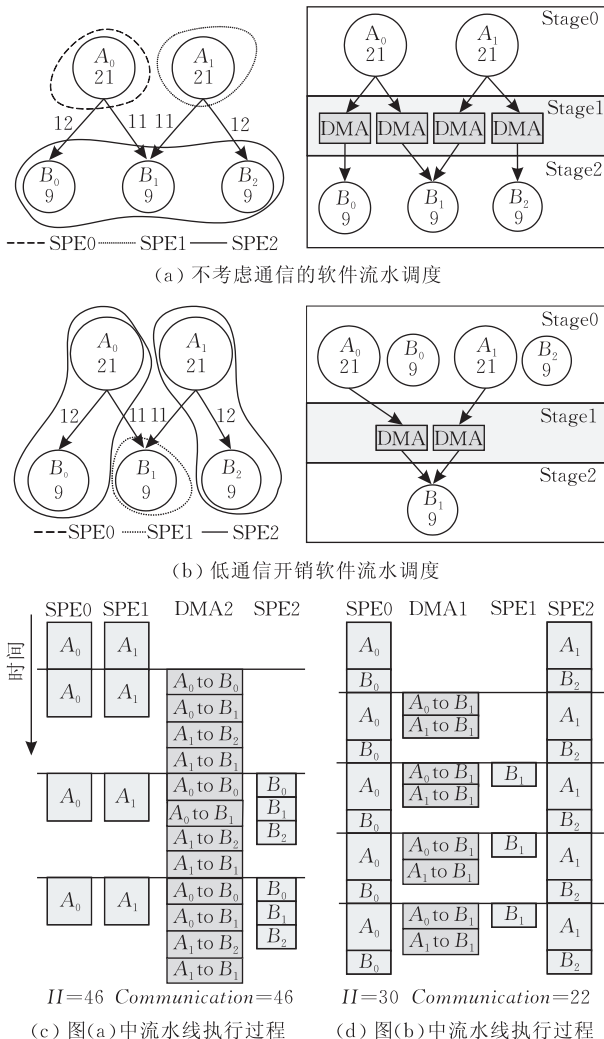 A₀
21
A₁
21
12
11
11
12
B₀
9
B₁
9
B₂
9
SPE0
SPE1
SPE2
Stage0
A₀
21
A₁
21
Stage1
DMA
DMA
DMA
DMA
Stage2
B₀
9
B₁
9
B₂
9
(a) 不考虑通信的软件流水调度
A₀
21
A₁
21
12
11
11
12
B₀
9
B₁
9
B₂
9
SPE0
SPE1
SPE2
Stage0
A₀
21
B₀
9
A₁
21
B₂
9
Stage1
DMA
DMA
Stage2
B₁
9
(b) 低通信开销软件流水调度
时间
SPE0 SPE1 DMA2 SPE2
A₀ A₁
A₀ A₁
A₀ to B₀
A₀ to B₁
A₁ to B₂
A₁ to B₁
A₀ A₁
A₀ to B₀ B₀
A₀ to B₁ B₁
A₁ to B₂ B₂
A₁ to B₁
A₀ A₁
A₀ to B₀ B₀
A₀ to B₁ B₁
A₁ to B₂ B₂
A₁ to B₁
II=46 Communication=46
(c) 图(a)中流水线执行过程
SPE0 DMA1 SPE1 SPE2
A₀ A₁
B₀ B₂
A₀ A₀ to B₁ A₁
A₁ to B₁
B₀ B₂
A₀ A₀ to B₁ B₁ A₁
A₁ to B₁
B₀ B₂
A₀ A₀ to B₁ B₁ A₁
A₁ to B₁
B₀ B₂
A₀ A₀ to B₁ B₁ A₁
A₁ to B₁
B₀ B₂
II=30 Communication=22
(d) 图(b)中流水线执行过程